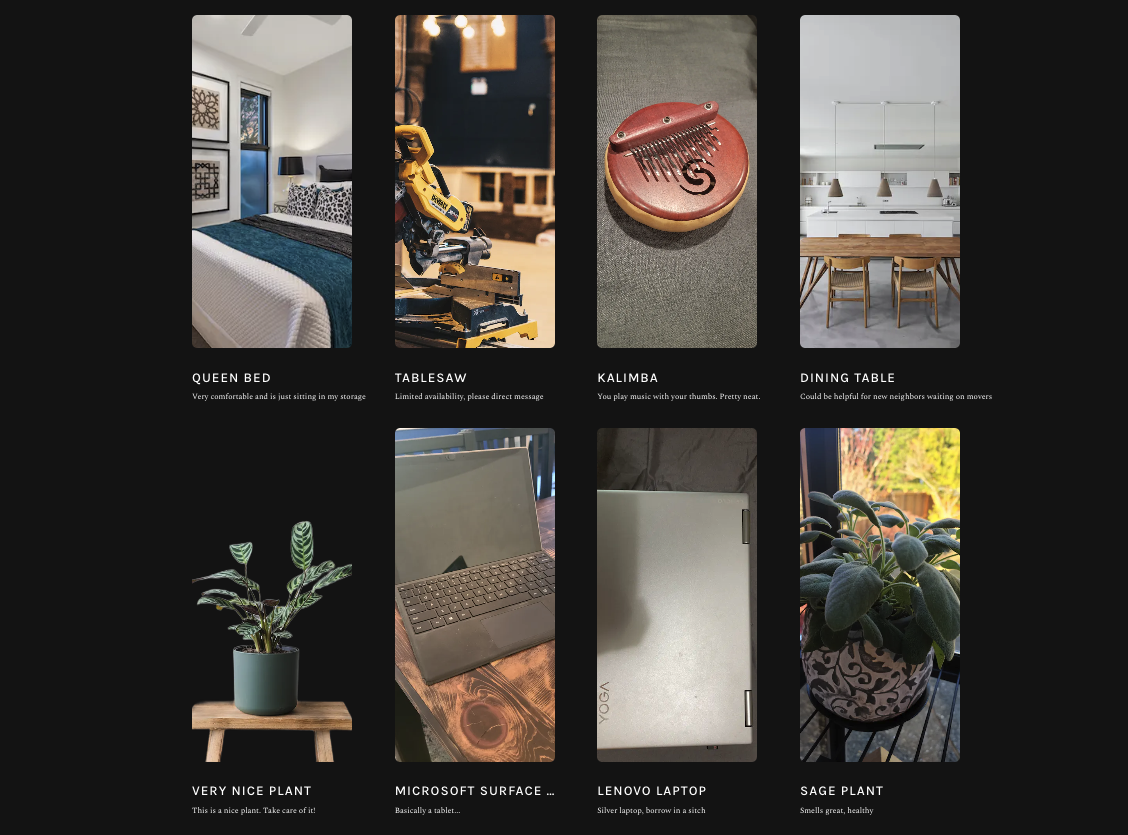 QUEEN BED
Very comfortable and is just sitting in my storage
TABLESAW
Limited availability, please direct message
KALIMBA
You play music with your thumbs. Pretty neat.
DINING TABLE
Could be helpful for new neighbors waiting on movers
YOGA
VERY NICE PLANT
This is a nice plant. Take care of it!
MICROSOFT SURFACE ...
Basically a tablet...
LENOVO LAPTOP
Silver laptop, borrow in a sitch
SAGE PLANT
Smells great, healthy